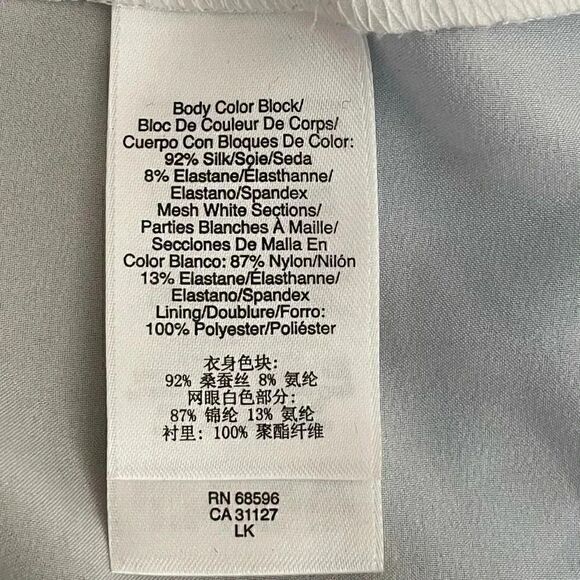 Body Color Block/
Bloc De Couleur De Corps/
Cuerpo Con Bloques De Color:
92% Silk/Soie/Seda
8% Elastane/Élasthanne/
Elastano/Spandex
Mesh White Sections/
Parties Blanches À Maille/
Secciones De Malla En
Color Blanco: 87% Nylon/Nilón
13% Elastane/Élasthanne/
Elastano/Spandex
Lining/Doublure/Forro:
100% Polyester/Poliéster
衣身色块:
92% 桑蚕丝 8% 氨纶
网眼白色部分:
87% 锦纶 13% 氨纶
衬里: 100% 聚酯纤维
RN 68596
CA 31127
LK